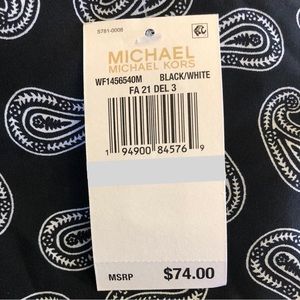 S781-0008
MICHAEL
MICHAEL KORS
WF1456540M BLACK/WHITE
FA 21 DEL 3
1 94900 84576 9
MSRP $74.00